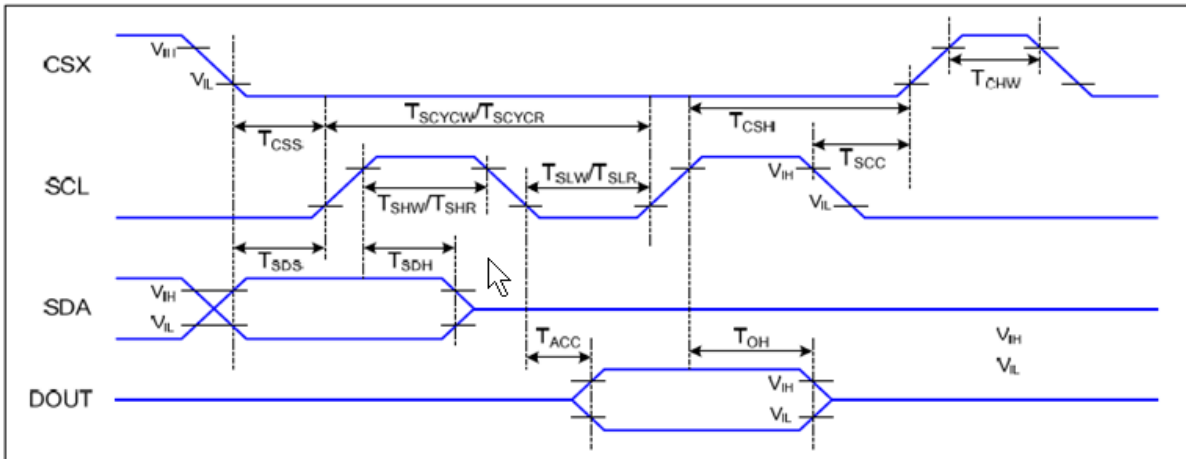 CSX
VIH
VIL
TCHW
TSCYCW/TSCYCR
TCSHI
TCSS
TSCC
SCL
TSLW/TSLR
VIH
VIL
TSHW/TSHR
TSDS
TSDH
SDA
VIH
VIL
TACC
TOH
VIH
VIL
DOUT
VIH
VIL